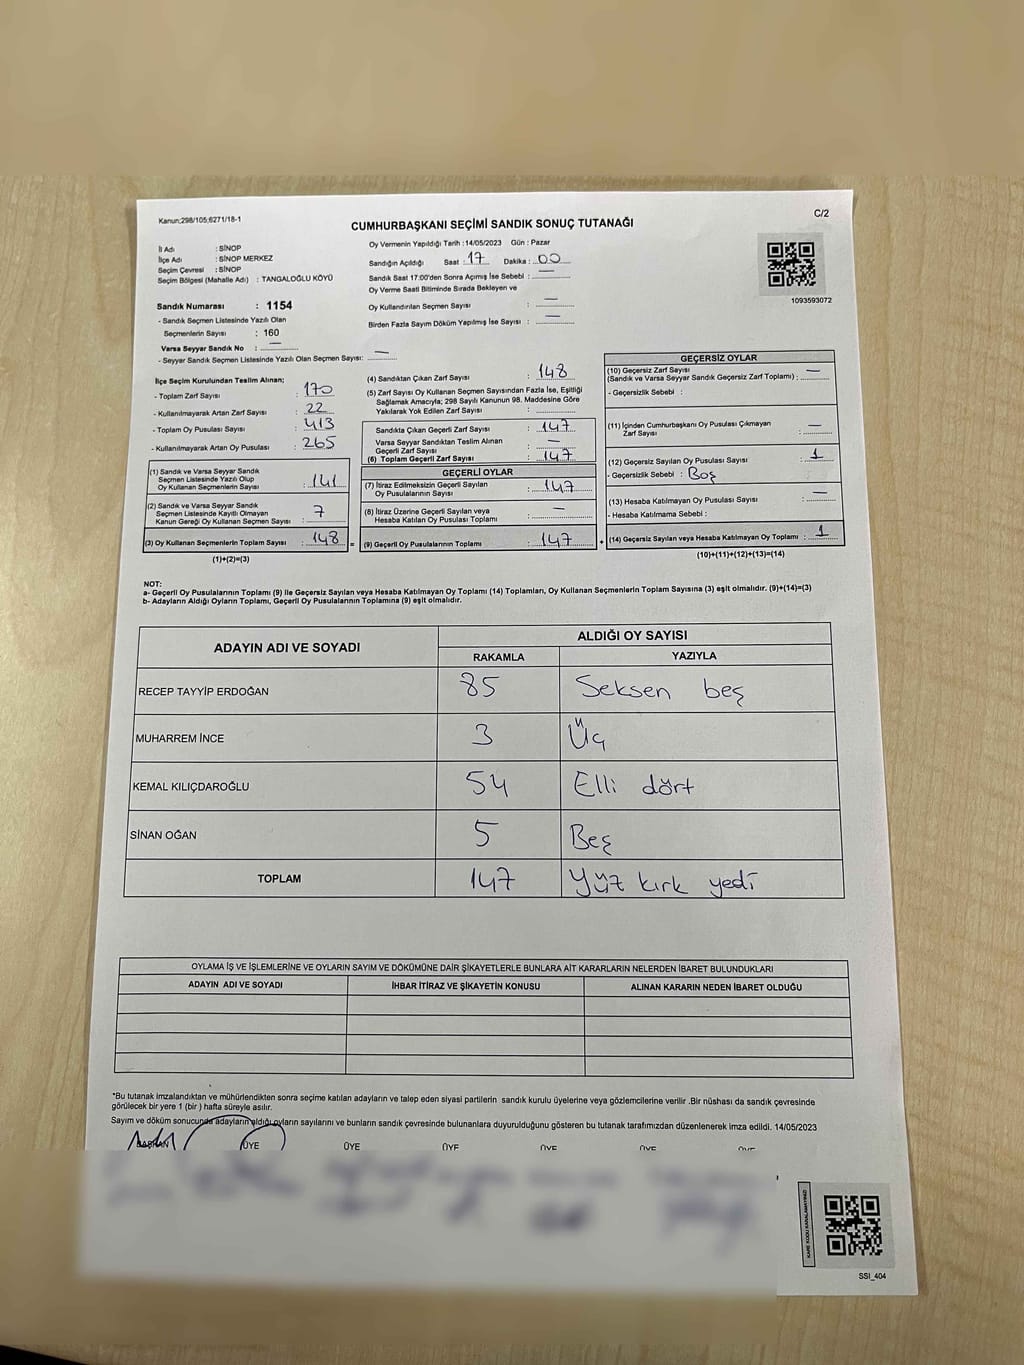 Kanun;298/105;6271/18-1
C/2
CUMHURBAŞKANI SEÇİMİ SANDIK SONUÇ TUTANAĞI
İl Adı : SİNOP
İlçe Adı : SİNOP MERKEZ
Seçim Çevresi : SİNOP
Seçim Bölgesi (Mahalle Adı) : TANGALOĞLU KÖYÜ
Oy Vermenin Yapıldığı Tarih :14/05/2023 Gün : Pazar
Sandığın Açıldığı Saat : 17 Dakika : 00
Sandık Saat 17:00'den Sonra Açılmış İse Sebebi : —
Oy Verme Saati Bitiminde Sırada Bekleyen ve
Oy Kullandırılan Seçmen Sayısı : —
Birden Fazla Sayım Döküm Yapılmış İse Sayısı : —
1093593072
Sandık Numarası : 1154
- Sandık Seçmen Listesinde Yazılı Olan
Seçmenlerin Sayısı : 160
Varsa Seyyar Sandık No : —
- Seyyar Sandık Seçmen Listesinde Yazılı Olan Seçmen Sayısı: —
İlçe Seçim Kurulundan Teslim Alınan;
- Toplam Zarf Sayısı : 170
- Kullanılmayarak Artan Zarf Sayısı : 22
- Toplam Oy Pusulası Sayısı : 413
- Kullanılmayarak Artan Oy Pusulası : 265
(1) Sandık ve Varsa Seyyar Sandık
Seçmen Listesinde Yazılı Olup
Oy Kullanan Seçmenlerin Sayısı : 141
(2) Sandık ve Varsa Seyyar Sandık
Seçmen Listesinde Kayıtlı Olmayan
Kanun Gereği Oy Kullanan Seçmen Sayısı : 7
(3) Oy Kullanan Seçmenlerin Toplam Sayısı : 148 =
(1)+(2)=(3)
(4) Sandıktan Çıkan Zarf Sayısı : 148
(5) Zarf Sayısı Oy Kullanan Seçmen Sayısından Fazla İse, Eşitliği
Sağlamak Amacıyla; 298 Sayılı Kanunun 98. Maddesine Göre
Yakılarak Yok Edilen Zarf Sayısı :
Sandıkta Çıkan Geçerli Zarf Sayısı : 147
Varsa Seyyar Sandıktan Teslim Alınan
Geçerli Zarf Sayısı : —
(6) Toplam Geçerli Zarf Sayısı : 147
GEÇERLİ OYLAR
(7) İtiraz Edilmeksizin Geçerli Sayılan
Oy Pusulalarının Sayısı : 147
(8) İtiraz Üzerine Geçerli Sayılan veya
Hesaba Katılan Oy Pusulası Toplamı : —
(9) Geçerli Oy Pusulalarının Toplamı : 147 +
GEÇERSİZ OYLAR
(10) Geçersiz Zarf Sayısı
(Sandık ve Varsa Seyyar Sandık Geçersiz Zarf Toplamı) : —
- Geçersizlik Sebebi :
(11) İçinden Cumhurbaşkanı Oy Pusulası Çıkmayan
Zarf Sayısı : —
(12) Geçersiz Sayılan Oy Pusulası Sayısı : 1
- Geçersizlik Sebebi : Boş
(13) Hesaba Katılmayan Oy Pusulası Sayısı : —
- Hesaba Katılmama Sebebi :
(14) Geçersiz Sayılan veya Hesaba Katılmayan Oy Toplamı : 1
(10)+(11)+(12)+(13)=(14)
NOT:
a- Geçerli Oy Pusulalarının Toplamı (9) ile Geçersiz Sayılan veya Hesaba Katılmayan Oy Toplamı (14) Toplamları, Oy Kullanan Seçmenlerin Toplam Sayısına (3) eşit olmalıdır. (9)+(14)=(3)
b- Adayların Aldığı Oyların Toplamı, Geçerli Oy Pusulalarının Toplamına (9) eşit olmalıdır.
ADAYIN ADI VE SOYADI ALDIĞI OY SAYISI
RAKAMLA YAZIYLA
RECEP TAYYİP ERDOĞAN 85 Seksen beş
MUHARREM İNCE 3 Üç
KEMAL KILIÇDAROĞLU 54 Elli dört
SİNAN OĞAN 5 Beş
TOPLAM 147 Yüz kırk yedi
OYLAMA İŞ VE İŞLEMLERİNE VE OYLARIN SAYIM VE DÖKÜMÜNE DAİR ŞİKAYETLERLE BUNLARA AİT KARARLARIN NELERDEN İBARET BULUNDUKLARI
ADAYIN ADI VE SOYADI İHBAR İTİRAZ VE ŞİKAYETİN KONUSU ALINAN KARARIN NEDEN İBARET OLDUĞU
*Bu tutanak imzalandıktan ve mühürlendikten sonra seçime katılan adayların ve talep eden siyasi partilerin sandık kurulu üyelerine veya gözlemcilerine verilir .Bir nüshası da sandık çevresinde
görülecek bir yere 1 (bir ) hafta süreyle asılır.
Sayım ve döküm sonucunda adayların aldığı oyların sayılarını ve bunların sandık çevresinde bulunanlara duyurulduğunu gösteren bu tutanak tarafımızdan düzenlenerek imza edildi. 14/05/2023
BAŞKAN ÜYE ÜYE ÜYE ÜYE ÜYE ÜYE
KARE KODU KARALAMAYINIZ!
SSI_404